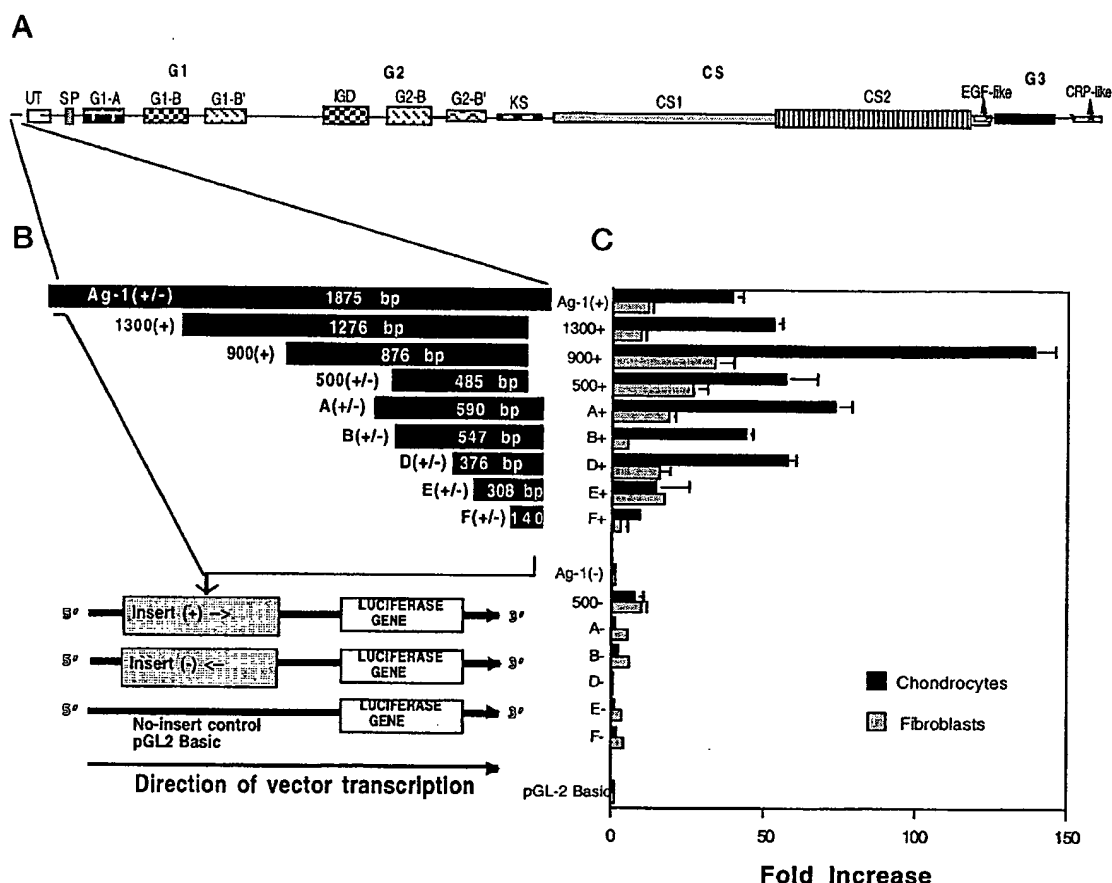 A
G1
G2
CS
G3
UT
SP
G1-A
G1-B
G1-B'
IGD
G2-B
G2-B'
KS
CS1
CS2
EGF-like
CRP-like
B
Ag-1(+/-)
1875 bp
1300(+)
1276 bp
900(+)
876 bp
500(+/-)
485 bp
A(+/-)
590 bp
B(+/-)
547 bp
D(+/-)
376 bp
E(+/-)
308 bp
F(+/-)
140
5' Insert (+) –> LUCIFERASE 3'
GENE
5' Insert (-) <– LUCIFERASE 3'
GENE
5' LUCIFERASE 3'
GENE
No-insert control
pGL2 Basic
Direction of vector transcription
C
Ag-1(+)
1300+
900+
500+
A+
B+
D+
E+
F+
Ag-1(-)
500-
A-
B-
D-
E-
F-
pGL-2 Basic
Chondrocytes
Fibroblasts
0 50 100 150
Fold Increase